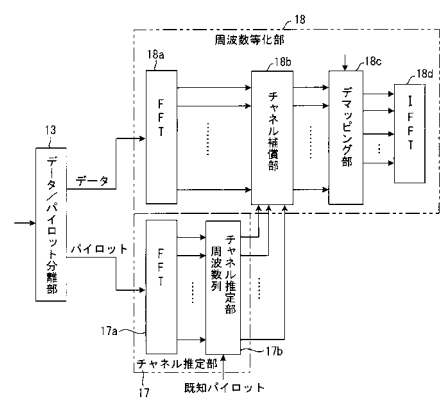 18
周波数等化部
18a
18b
18c
18d
FFT
チャネル補償部
デマッピング部
IFFT
13
データ/パイロット分離部
データ
パイロット
FFT
周波数列
チャネル推定部
17a
17b
チャネル推定部
17
既知パイロット